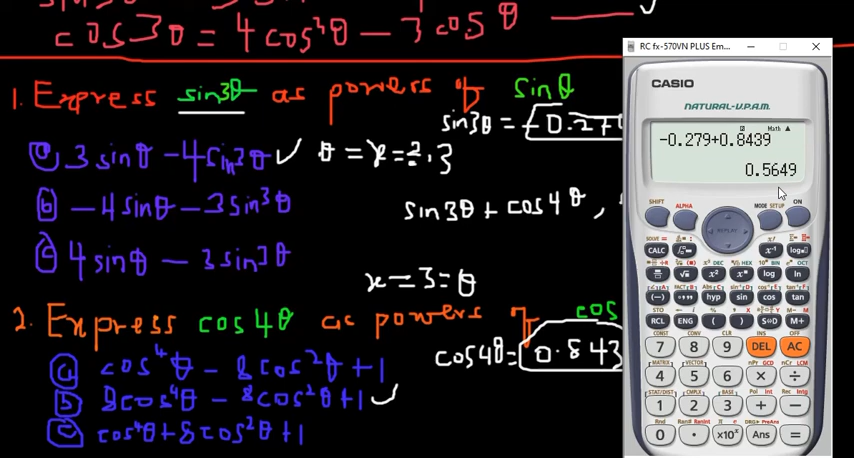 cos3θ = 4cos³θ - 3cosθ
1. Express sin3θ as powers of sinθ
sin3θ = -0.279
ⓐ 3sinθ - 4sin³θ ✓ θ = x = 2.3
ⓑ -4sinθ - 3sin³θ
sin3θ + cos4θ,
ⓒ 4sinθ - 3sin³θ
x = 3 = θ
2. Express cos4θ as powers of cos
ⓐ cos⁴θ - 8cos²θ + 1
cos4θ = 0.843
ⓑ 8cos⁴θ - 8cos²θ + 1 ✓
ⓒ cos⁴θ + 8cos²θ + 1
RC fx-570VN PLUS Em...
CASIO
NATURAL-V.P.A.M.
Math
-0.279+0.8439
0.5649
SHIFT ALPHA REPLAY MODE SETUP ON
CALC x⁻¹
√ x² log ln
(-) hyp sin cos tan
RCL ENG ( ) S⇔D M+
7 8 9 DEL AC
4 5 6 × ÷
1 2 3 + -
0 . ×10ˣ Ans =